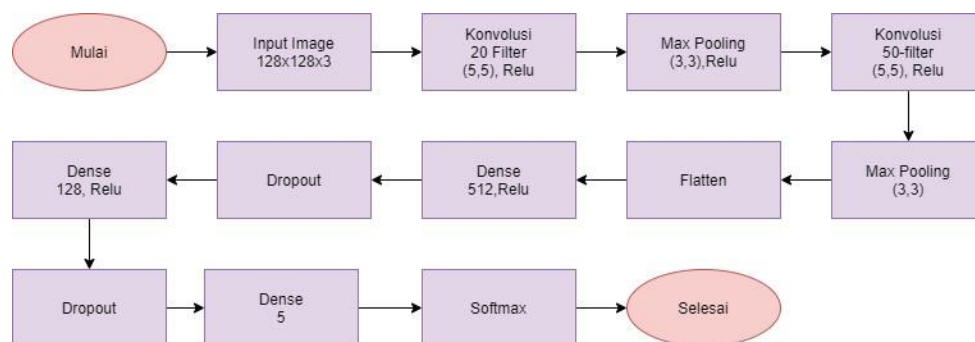 Mulai
Input Image
128x128x3
Konvolusi
20 Filter
(5,5), Relu
Max Pooling
(3,3),Relu
Konvolusi
50-filter
(5,5), Relu
Max Pooling
(3,3)
Flatten
Dense
512,Relu
Dropout
Dense
128, Relu
Dropout
Dense
5
Softmax
Selesai